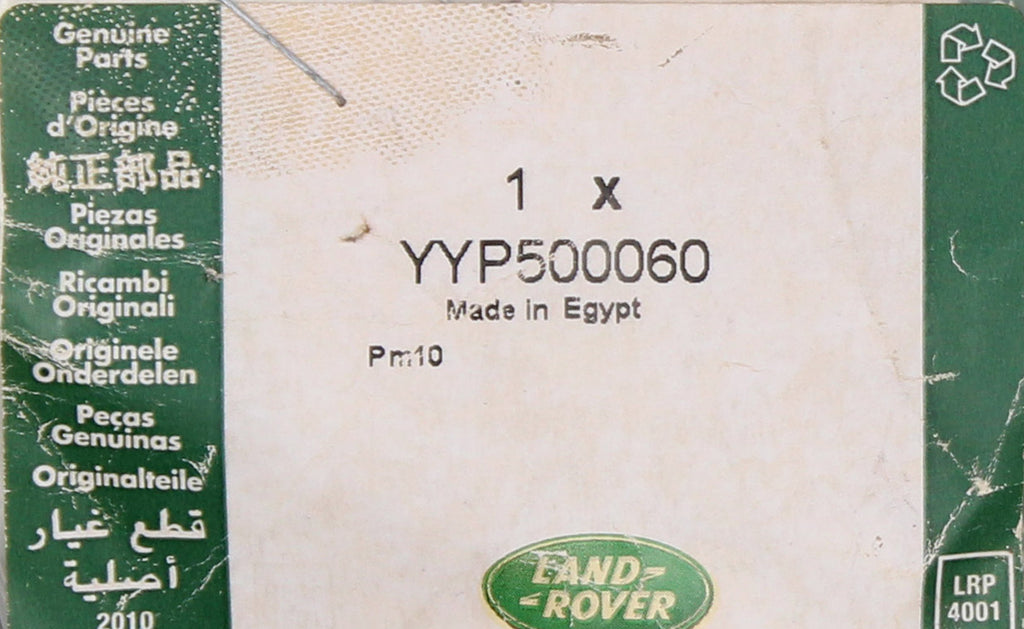 Genuine
Parts
Pièces
d'Origine
純正部品
Piezas
Originales
Ricambi
Originali
Originele
Onderdelen
Peças
Genuinas
Originalteile
قطع غيار
أصلية
2010
1 x
YYP500060
Made in Egypt
Pm10
LAND-
-ROVER
LRP
4001